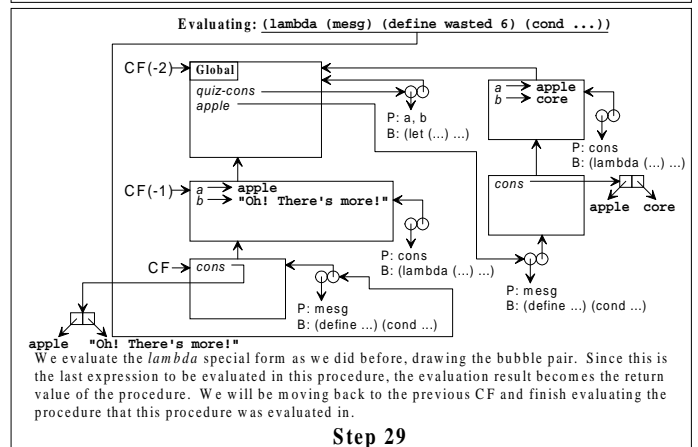 Evaluating: (lambda (mesg) (define wasted 6) (cond ...))
CF(-2)
Global
quiz-cons
apple
P: a, b
B: (let (...) ...)
a apple
b core
P: cons
B: (lambda (...) ...)
CF(-1)
a apple
b "Oh! There's more!"
P: cons
B: (lambda (...) ...)
cons
apple core
CF
cons
P: mesg
B: (define ...) (cond ...)
P: mesg
B: (define ...) (cond ...)
apple "Oh! There's more!"
We evaluate the lambda special form as we did before, drawing the bubble pair. Since this is
the last expression to be evaluated in this procedure, the evaluation result becomes the return
value of the procedure. We will be moving back to the previous CF and finish evaluating the
procedure that this procedure was evaluated in.
Step 29